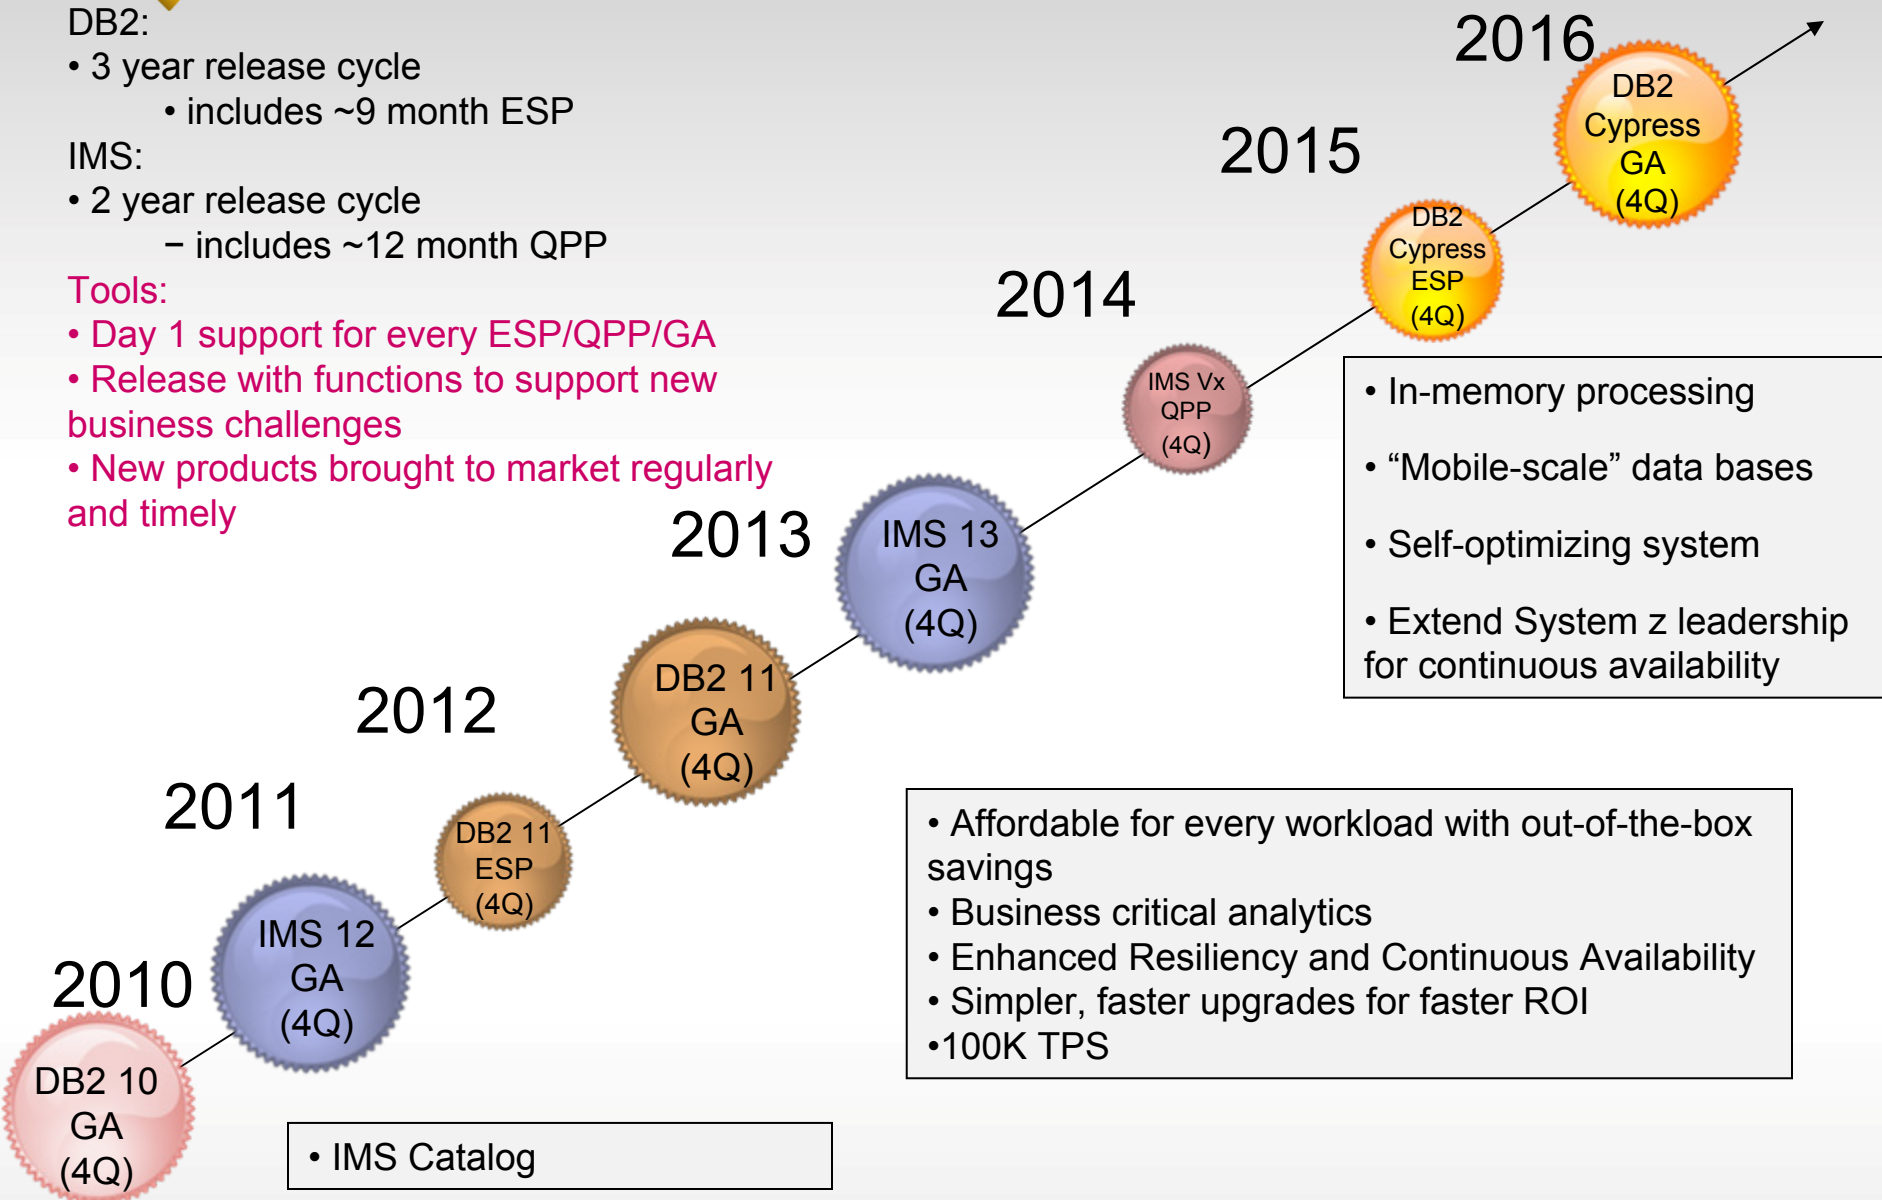 DB2:
• 3 year release cycle
• includes ~9 month ESP
IMS:
• 2 year release cycle
– includes ~12 month QPP
Tools:
• Day 1 support for every ESP/QPP/GA
• Release with functions to support new
business challenges
• New products brought to market regularly
and timely
2010
DB2 10
GA
(4Q)
2011
IMS 12
GA
(4Q)
2012
DB2 11
ESP
(4Q)
DB2 11
GA
(4Q)
2013
IMS 13
GA
(4Q)
2014
IMS Vx
QPP
(4Q)
2015
DB2
Cypress
ESP
(4Q)
2016
DB2
Cypress
GA
(4Q)
• In-memory processing
• “Mobile-scale” data bases
• Self-optimizing system
• Extend System z leadership
for continuous availability
• Affordable for every workload with out-of-the-box
savings
• Business critical analytics
• Enhanced Resiliency and Continuous Availability
• Simpler, faster upgrades for faster ROI
•100K TPS
• IMS Catalog